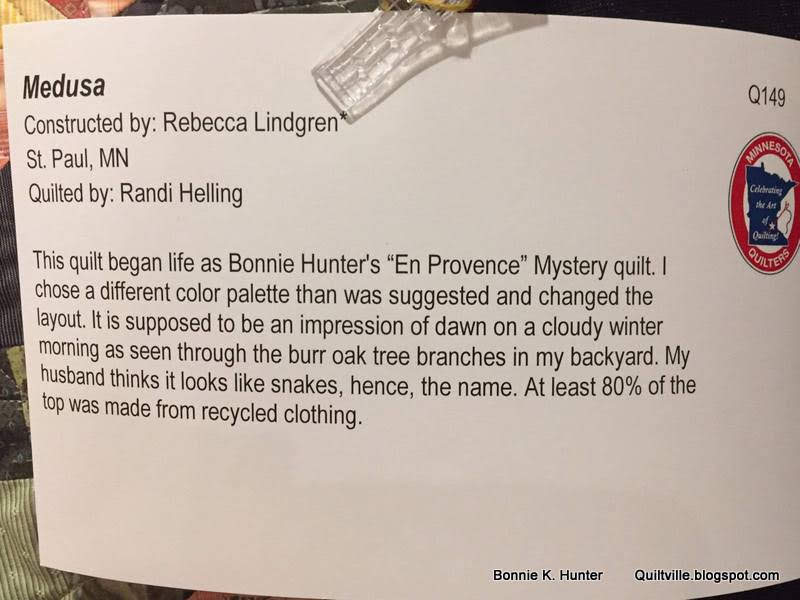 Medusa
Q149
Constructed by: Rebecca Lindgren*
St. Paul, MN
Quilted by: Randi Helling
MINNESOTA
Celebrating
the Art
of
Quilting!
QUILTERS
This quilt began life as Bonnie Hunter's “En Provence” Mystery quilt. I
chose a different color palette than was suggested and changed the
layout. It is supposed to be an impression of dawn on a cloudy winter
morning as seen through the burr oak tree branches in my backyard. My
husband thinks it looks like snakes, hence, the name. At least 80% of the
top was made from recycled clothing.
Bonnie K. Hunter Quiltville.blogspot.com